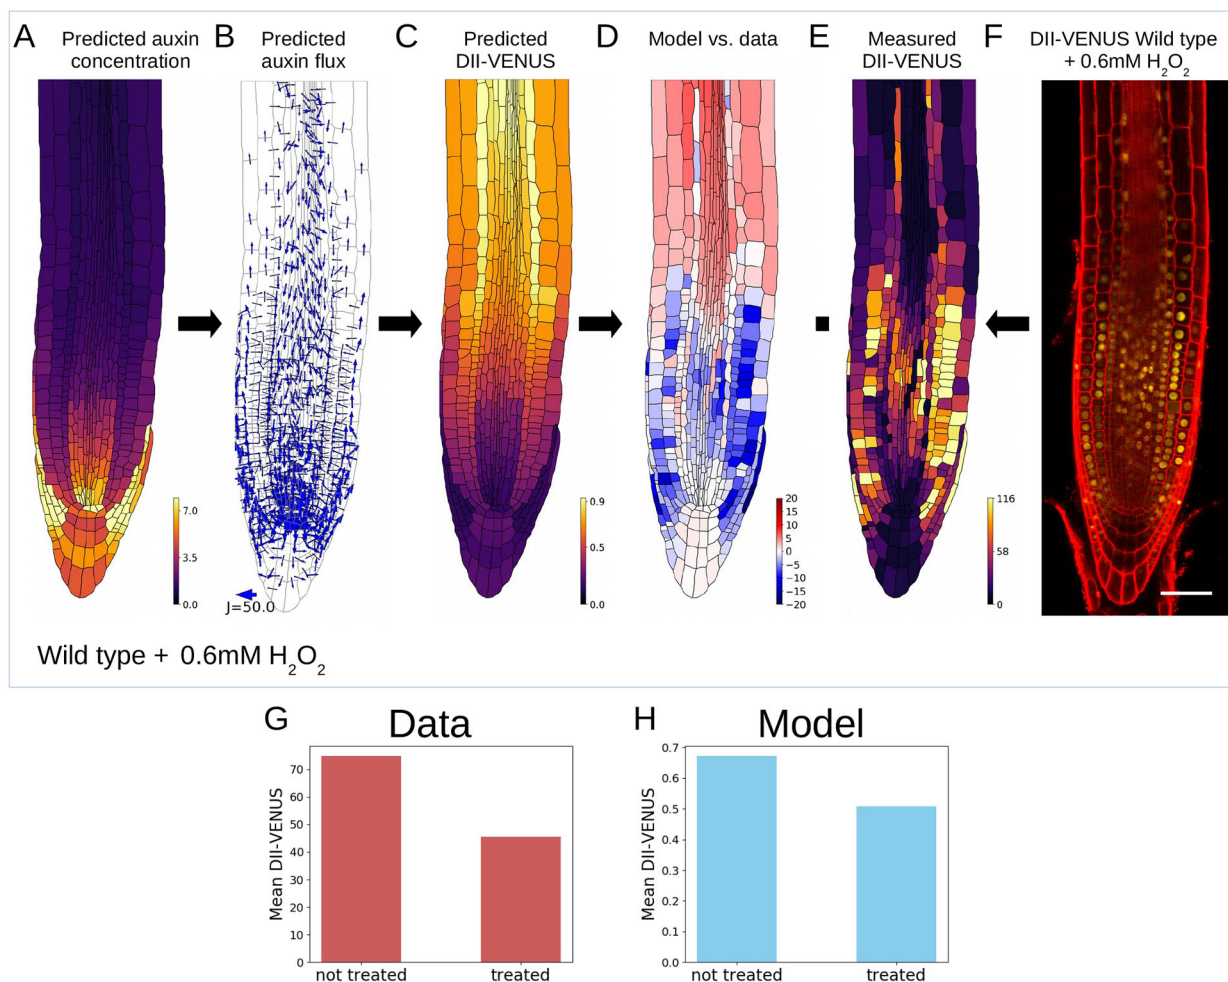 A Predicted auxin concentration
B Predicted auxin flux
C Predicted DII-VENUS
D Model vs. data
E Measured DII-VENUS
F DII-VENUS Wild type + 0.6mM H2O2
7.0
3.5
0.0
J=50.0
0.9
0.5
0.0
20
15
10
5
0
−5
−10
−15
−20
116
58
0
Wild type + 0.6mM H2O2
G Data
Mean DII-VENUS
70
60
50
40
30
20
10
0
not treated treated
H Model
Mean DII-VENUS
0.7
0.6
0.5
0.4
0.3
0.2
0.1
0.0
not treated treated